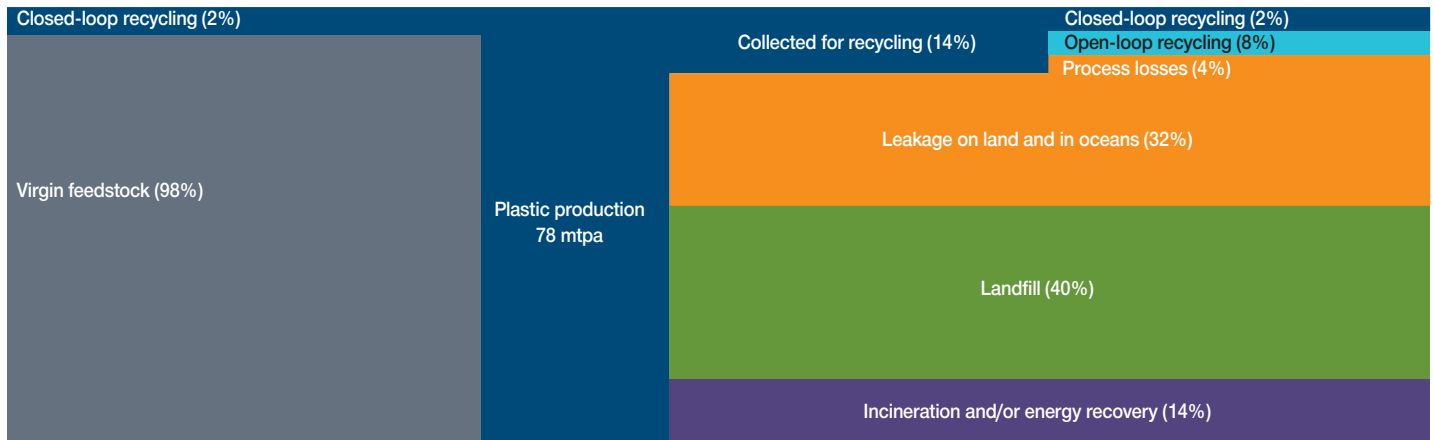 Closed-loop recycling (2%)
Virgin feedstock (98%)
Plastic production
78 mtpa
Collected for recycling (14%)
Closed-loop recycling (2%)
Open-loop recycling (8%)
Process losses (4%)
Leakage on land and in oceans (32%)
Landfill (40%)
Incineration and/or energy recovery (14%)